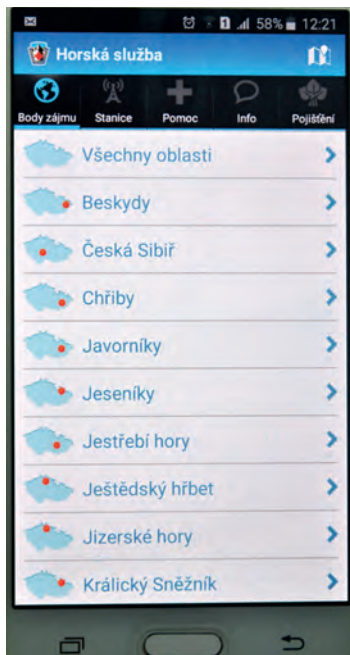 1 58% 12:21
Horská služba
Body zájmu Stanice Pomoc Info Pojištění
Všechny oblasti
Beskydy
Česká Sibiř
Chřiby
Javorníky
Jeseníky
Jestřebí hory
Ještědský hřbet
Jizerské hory
Králický Sněžník